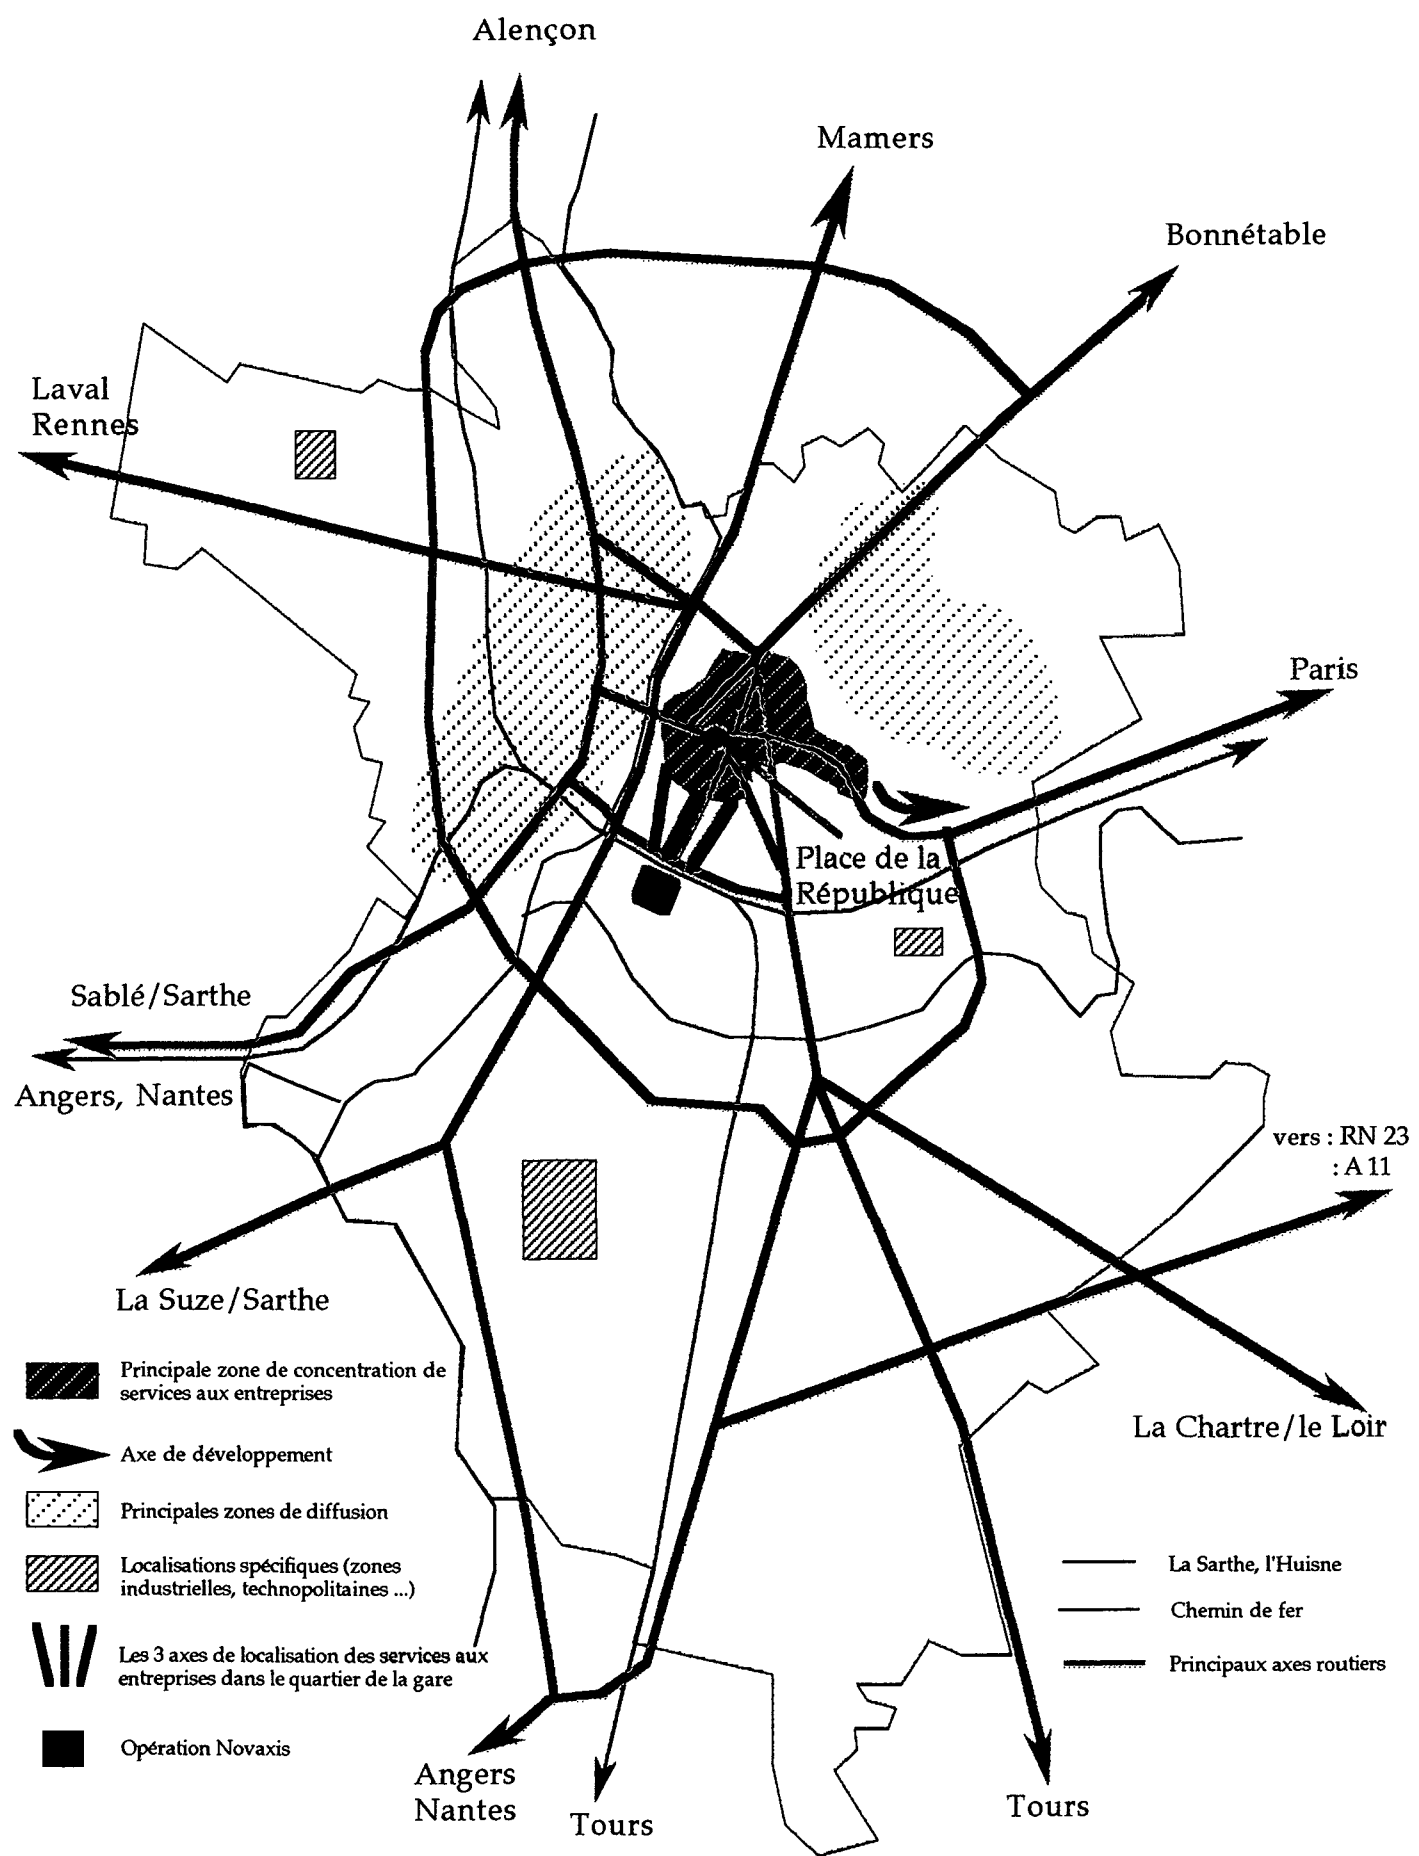 Alençon
Mamers
Bonnétable
Laval
Rennes
Paris
Place de la
République
Sablé/Sarthe
Angers, Nantes
vers : RN 23
: A 11
La Suze/Sarthe
La Chartre/le Loir
Principale zone de concentration de
services aux entreprises
Axe de développement
Principales zones de diffusion
Localisations spécifiques (zones
industrielles, technopolitaines ...)
Les 3 axes de localisation des services aux
entreprises dans le quartier de la gare
Opération Novaxis
La Sarthe, l'Huisne
Chemin de fer
Principaux axes routiers
Angers
Nantes
Tours
Tours